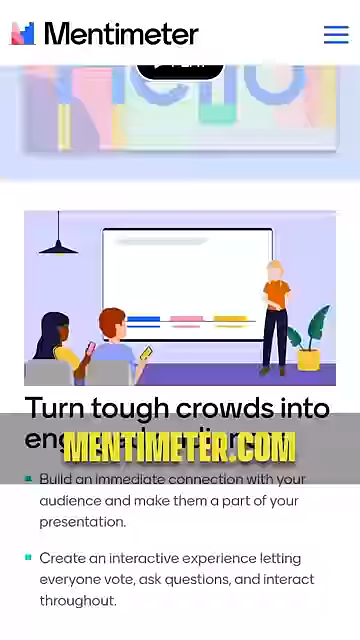 Mentimeter
Hello
Turn tough crowds into
MENTIMETER.COM
Build an immediate connection with your
audience and make them a part of your
presentation.
Create an interactive experience letting
everyone vote, ask questions, and interact
throughout.